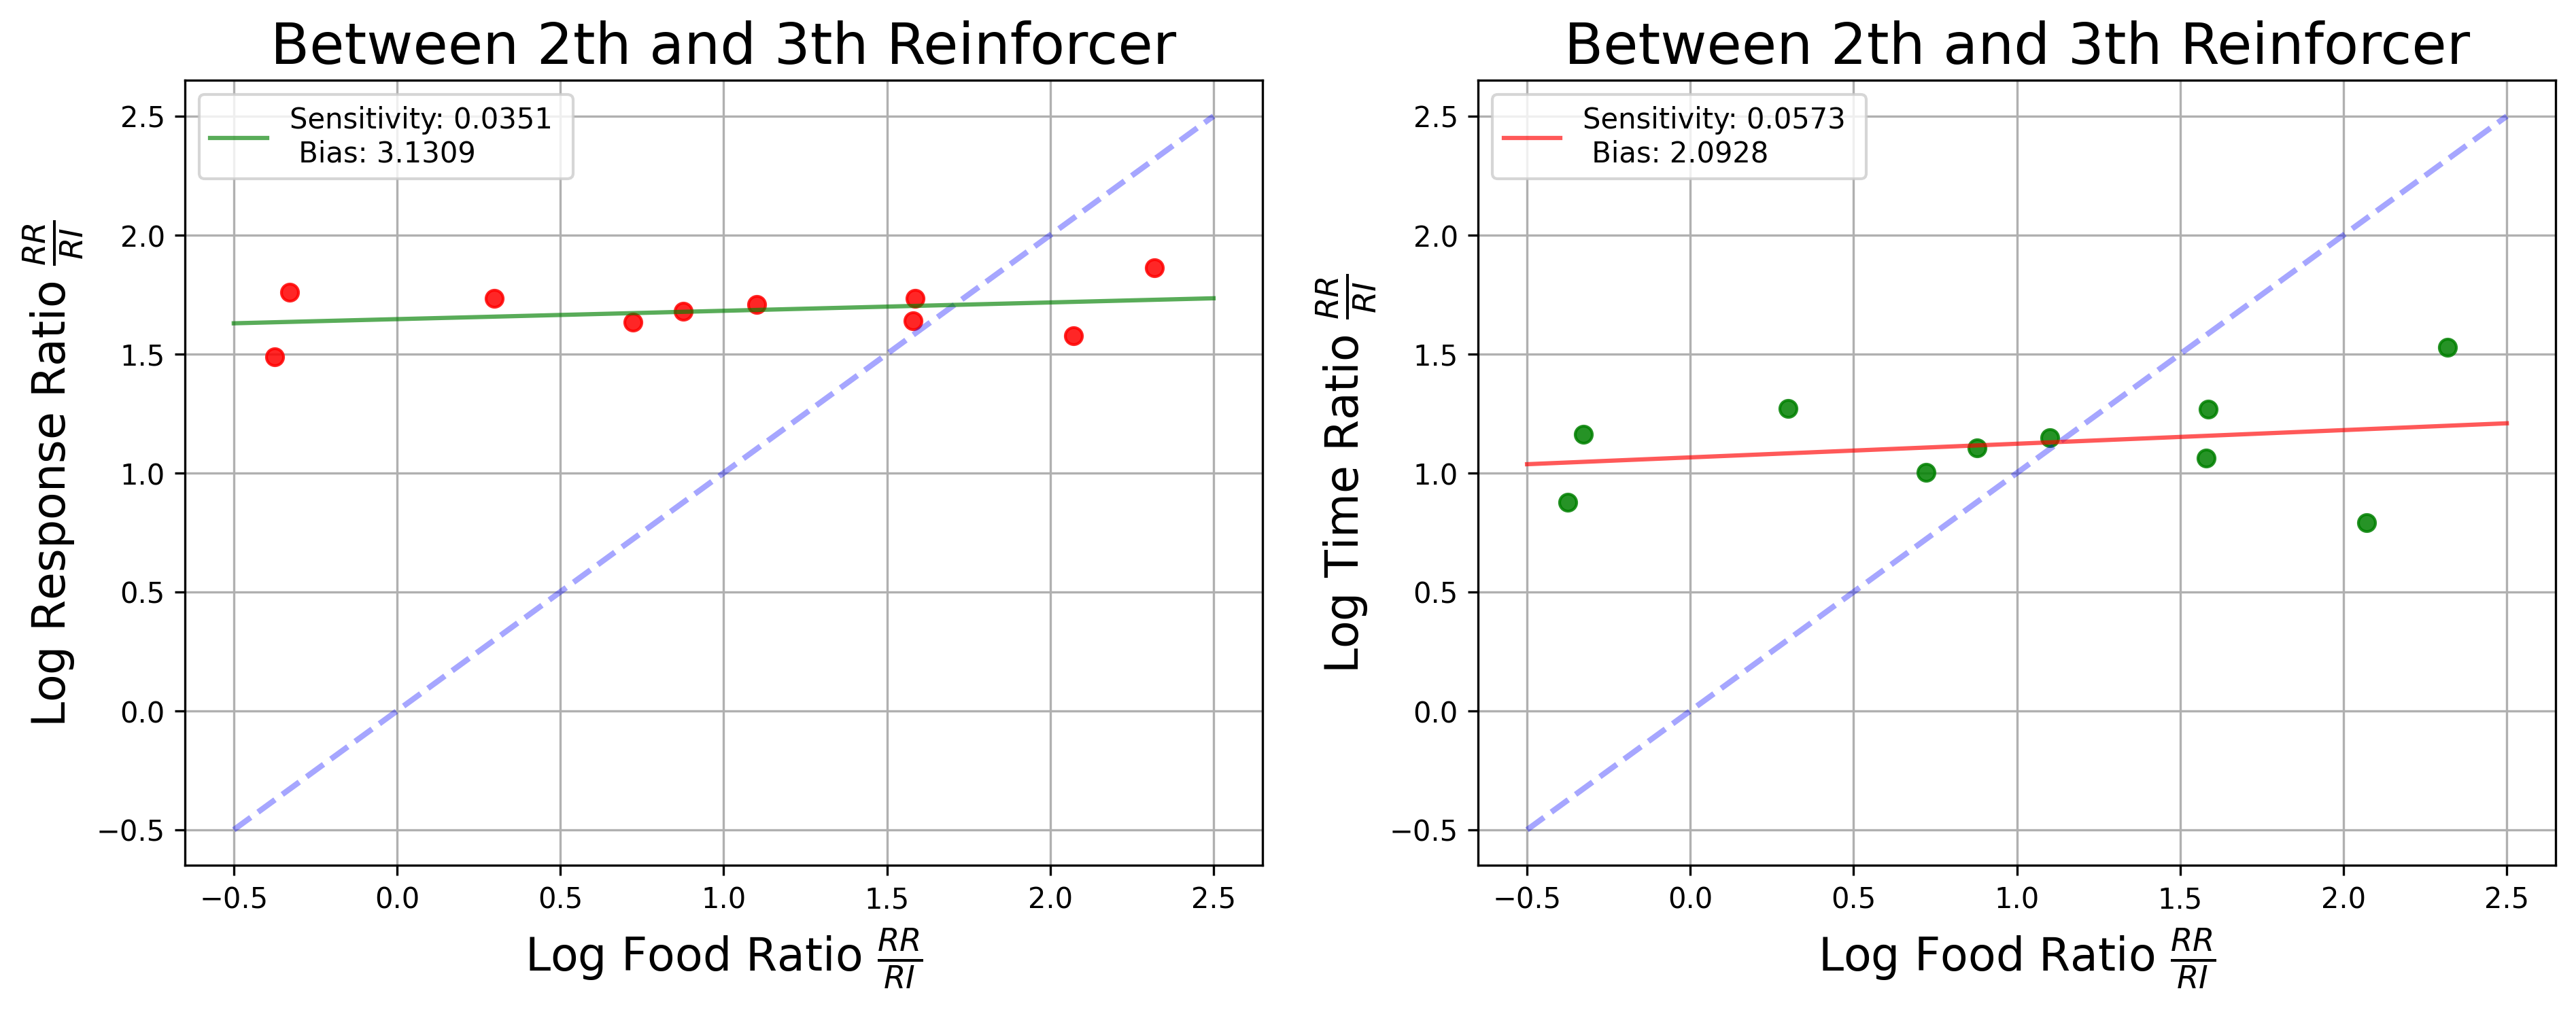 Between 2th and 3th Reinforcer
Sensitivity: 0.0351
Bias: 3.1309
2.5
2.0
1.5
1.0
0.5
0.0
−0.5
−0.5 0.0 0.5 1.0 1.5 2.0 2.5
Log Response Ratio RR/RI
Log Food Ratio RR/RI
Between 2th and 3th Reinforcer
Sensitivity: 0.0573
Bias: 2.0928
2.5
2.0
1.5
1.0
0.5
0.0
−0.5
−0.5 0.0 0.5 1.0 1.5 2.0 2.5
Log Time Ratio RR/RI
Log Food Ratio RR/RI